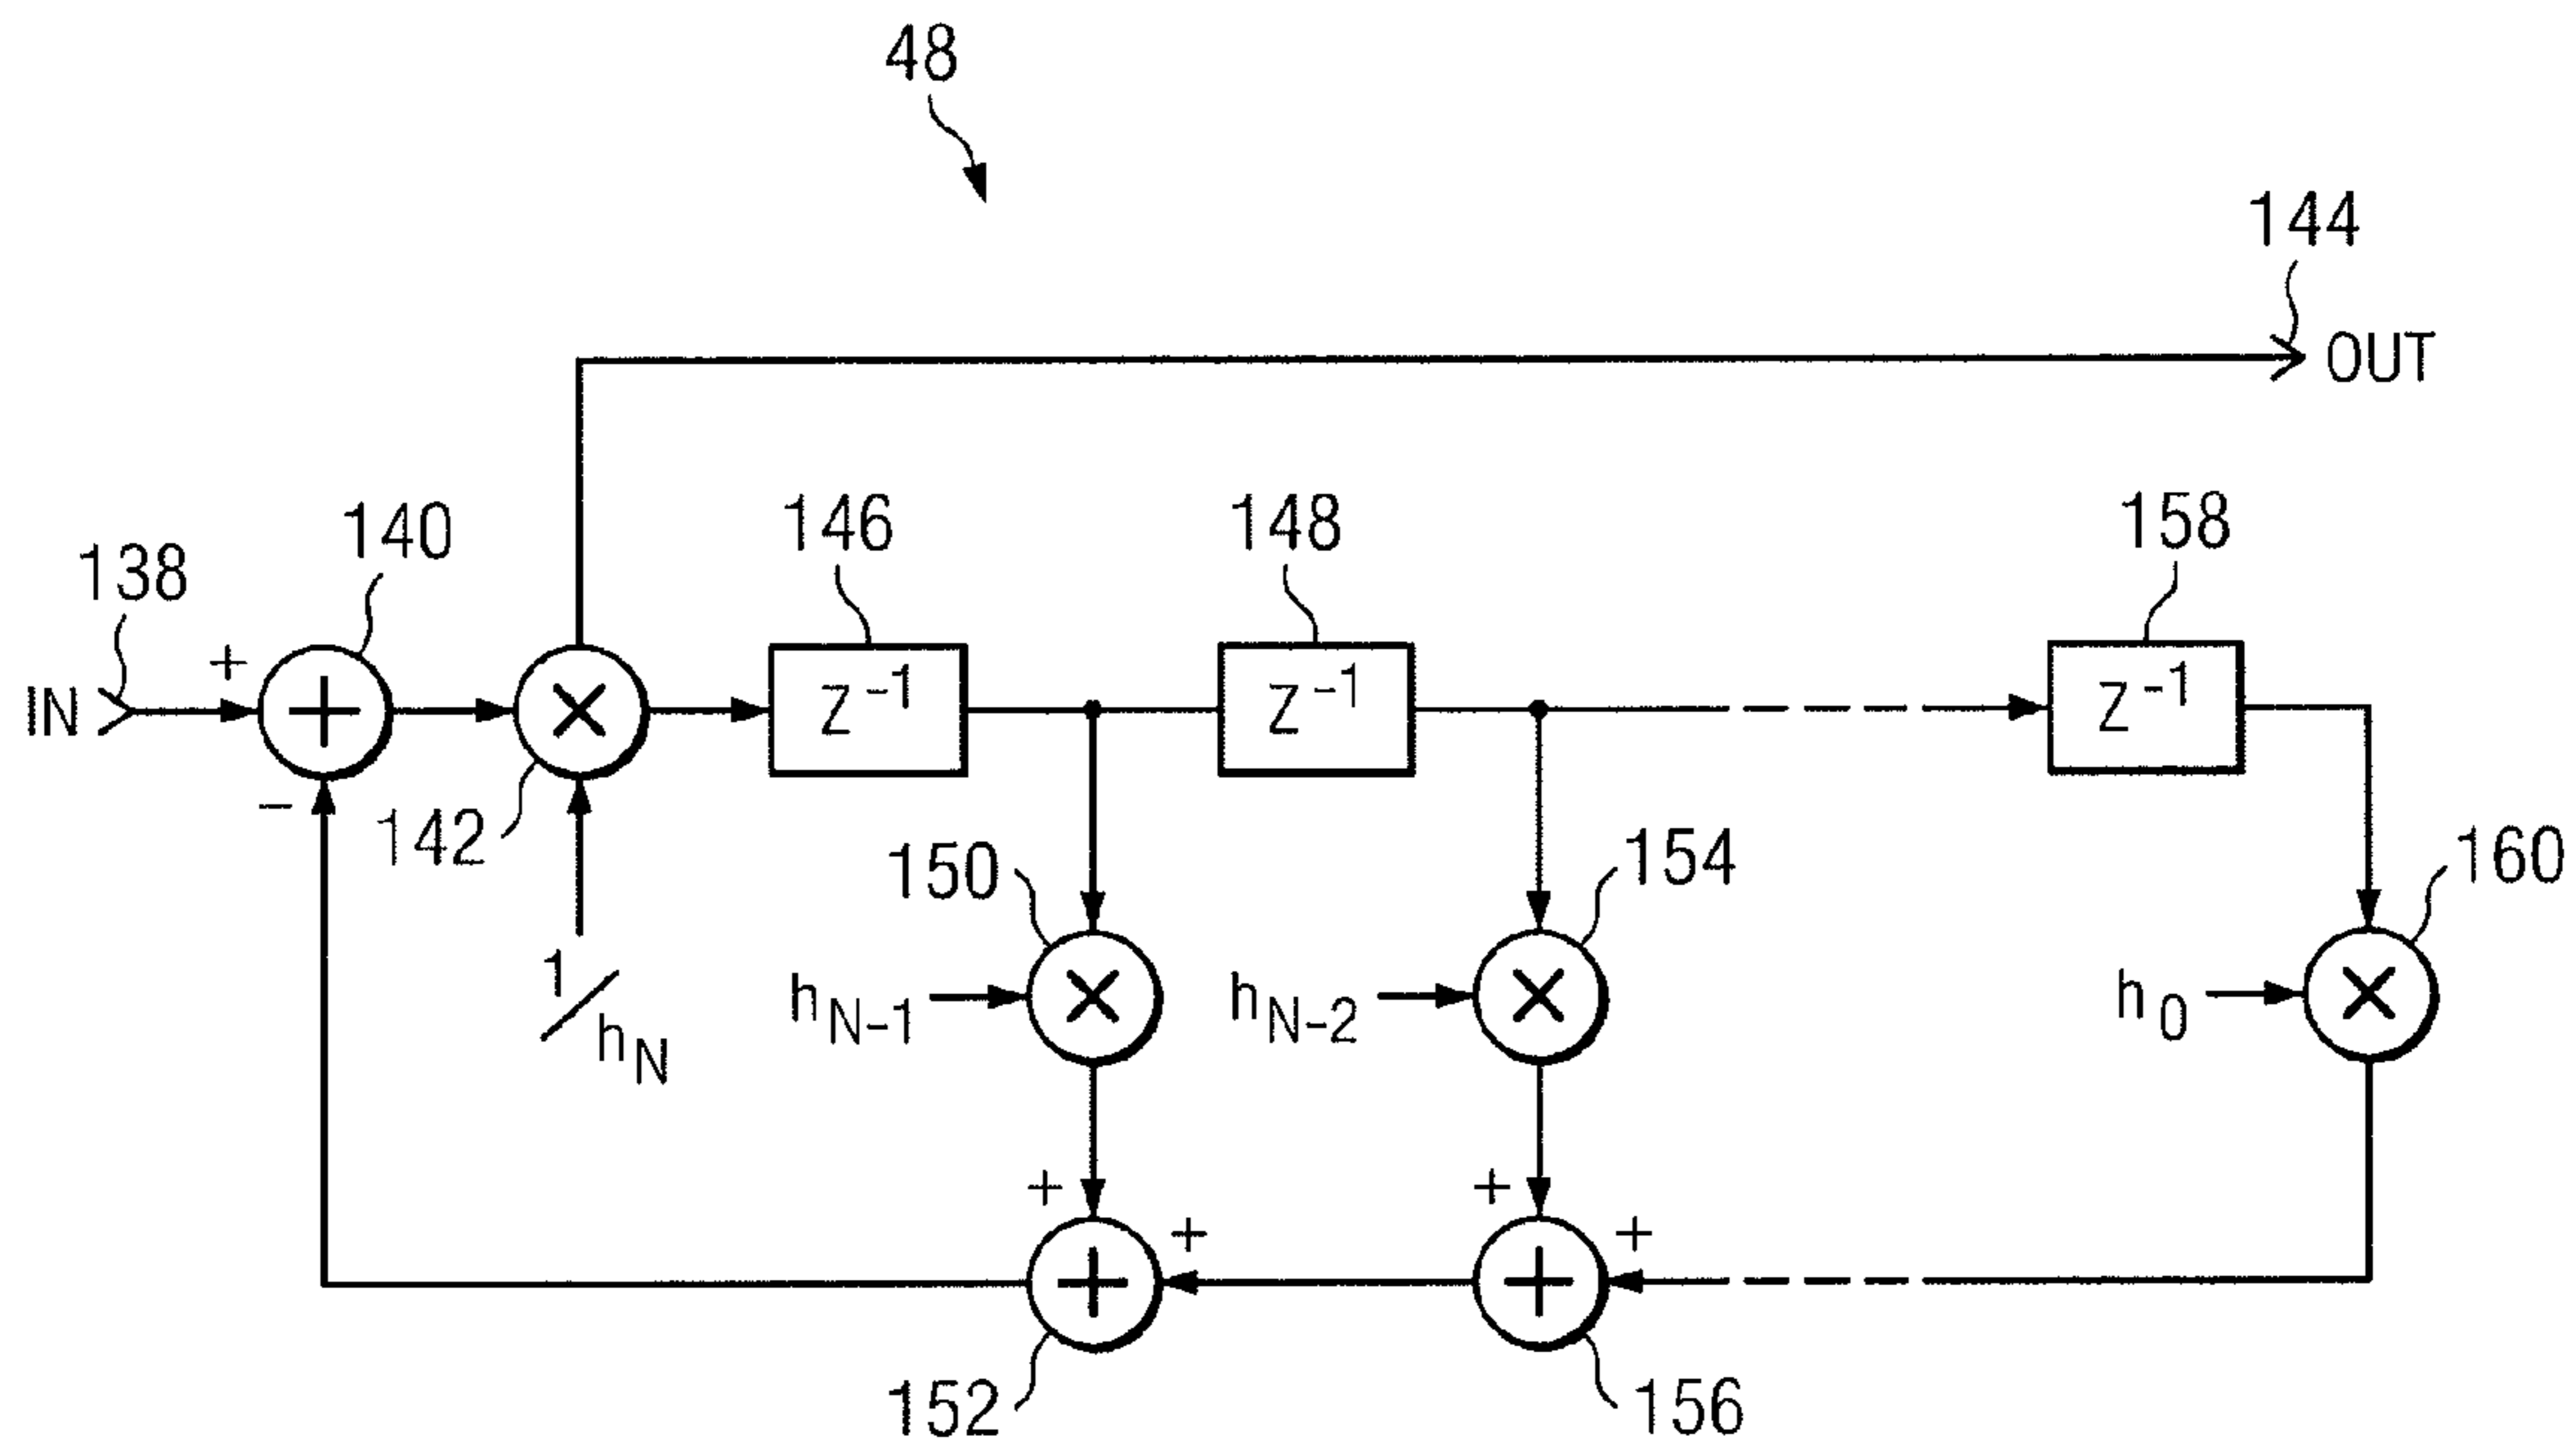 48
144
OUT
138
140
146
148
158
IN
+
+
×
Z⁻¹
Z⁻¹
Z⁻¹
-
142
1/hN
150
154
160
hN-1
×
hN-2
×
h0
×
+
+
+
+
+
+
152
156